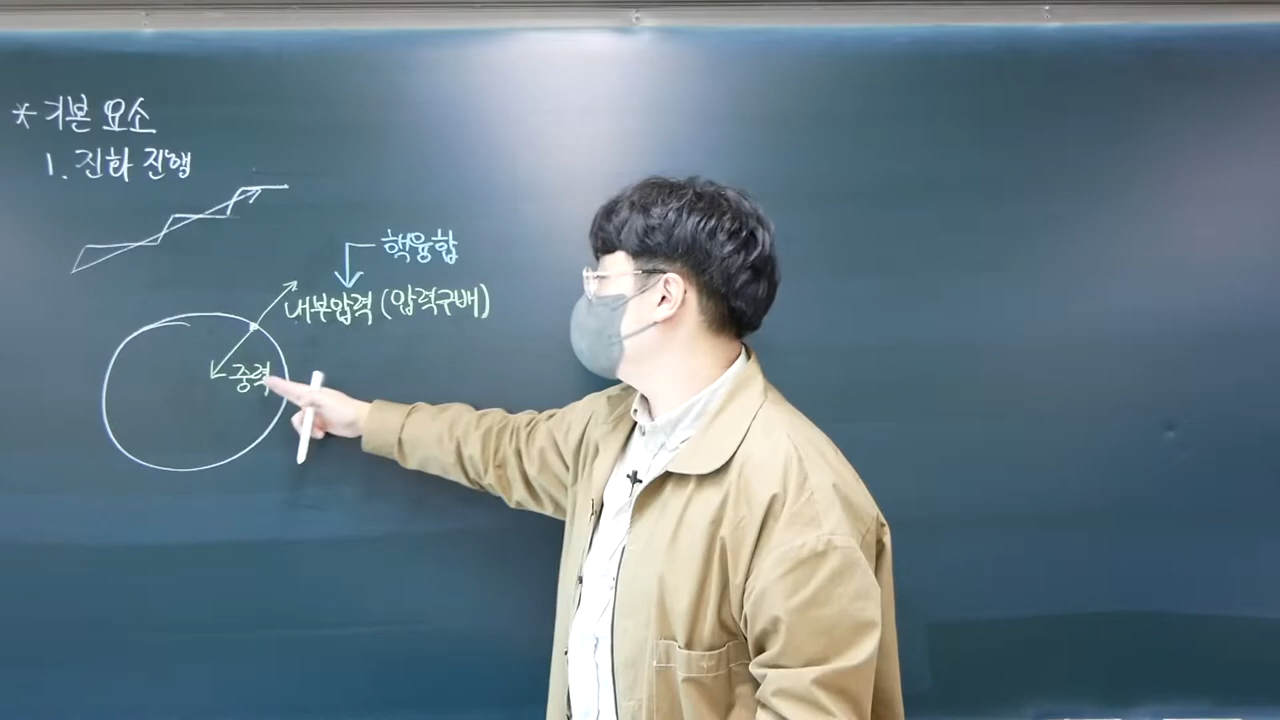 * 기본 요소
1. 진화 진행
핵융합
내부압력 (압력구배)
중력